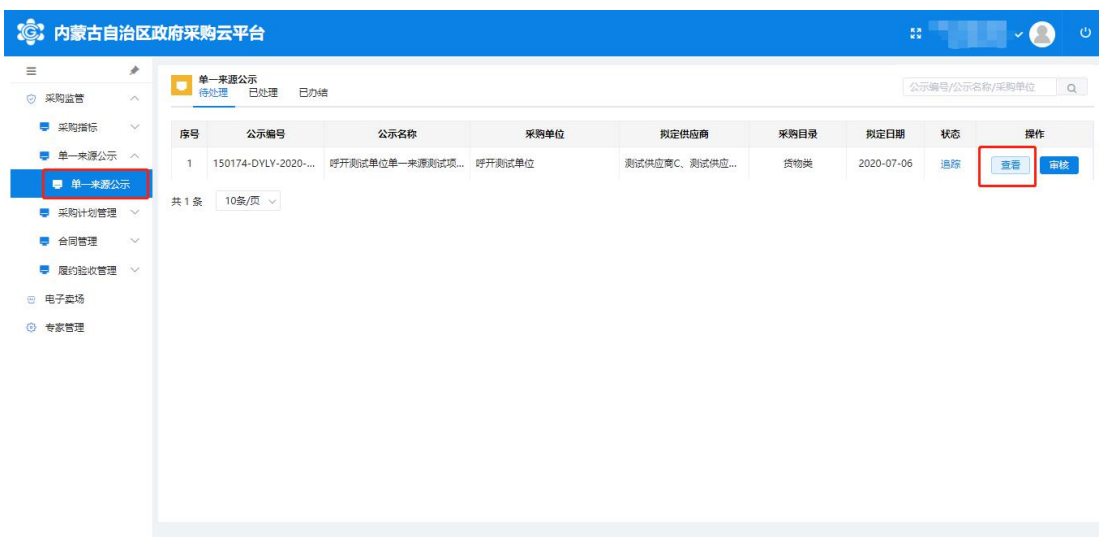 内蒙古自治区政府采购云平台
采购监管
采购指标
单一来源公示
单一来源公示
采购计划管理
合同管理
履约验收管理
电子卖场
专家管理
单一来源公示
待处理 已处理 已办结
公示编号/公示名称/采购单位
序号 公示编号 公示名称 采购单位 拟定供应商 采购目录 拟定日期 状态 操作
1 150174-DYLY-2020-... 呼开测试单位单一来源测试项... 呼开测试单位 测试供应商C、测试供应... 货物类 2020-07-06 追踪 查看 审核
共 1 条 10条/页